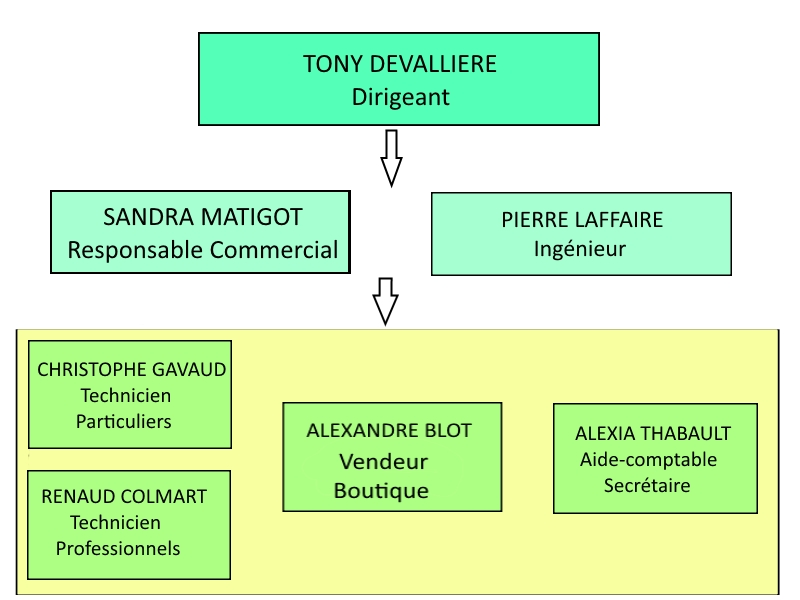 TONY DEVALLIERE
Dirigeant
SANDRA MATIGOT
Responsable Commercial
PIERRE LAFFAIRE
Ingénieur
CHRISTOPHE GAVAUD
Technicien
Particuliers
RENAUD COLMART
Technicien
Professionnels
ALEXANDRE BLOT
Vendeur
Boutique
ALEXIA THABAULT
Aide-comptable
Secrétaire